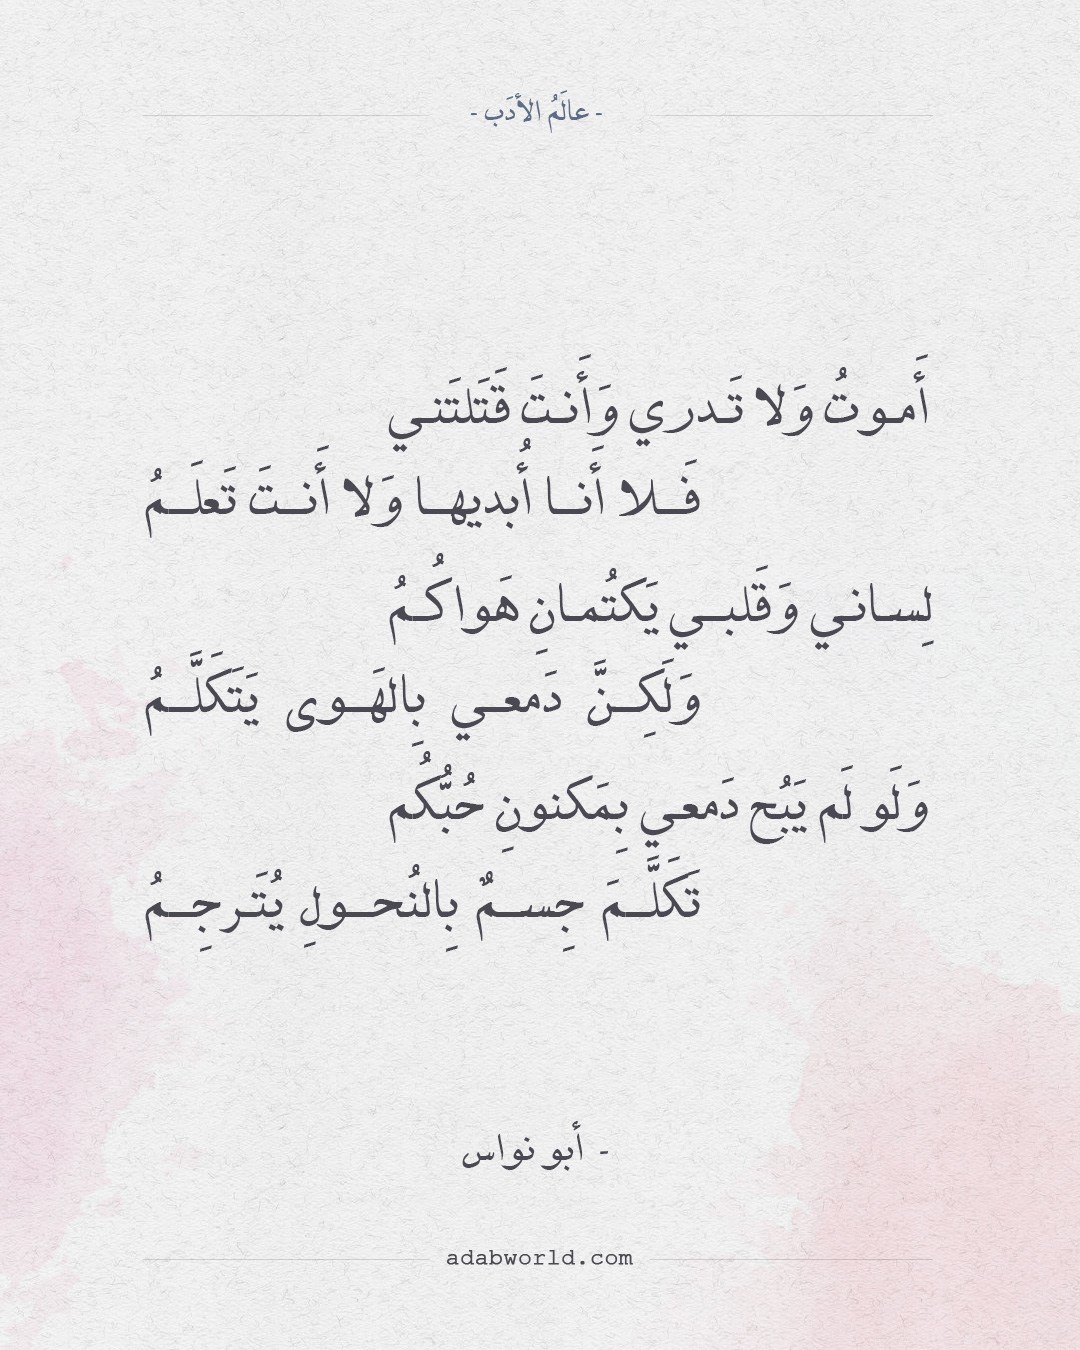 - عالَمُ الأدَب -
أَموتُ وَلا تَدري وَأَنتَ قَتَلتَني
فَلا أَنا أُبديها وَلا أَنتَ تَعلَمُ
لِساني وَقَلبي يَكتُمانِ هَواكُمُ
وَلَكِنَّ دَمعي بِالهَوى يَتَكَلَّمُ
وَلَو لَم يَبُح دَمعي بِمَكنونِ حُبُّكُم
تَكَلَّمَ جِسمٌ بِالنُحولِ يُتَرجِمُ
- أبو نواس
adabworld.com